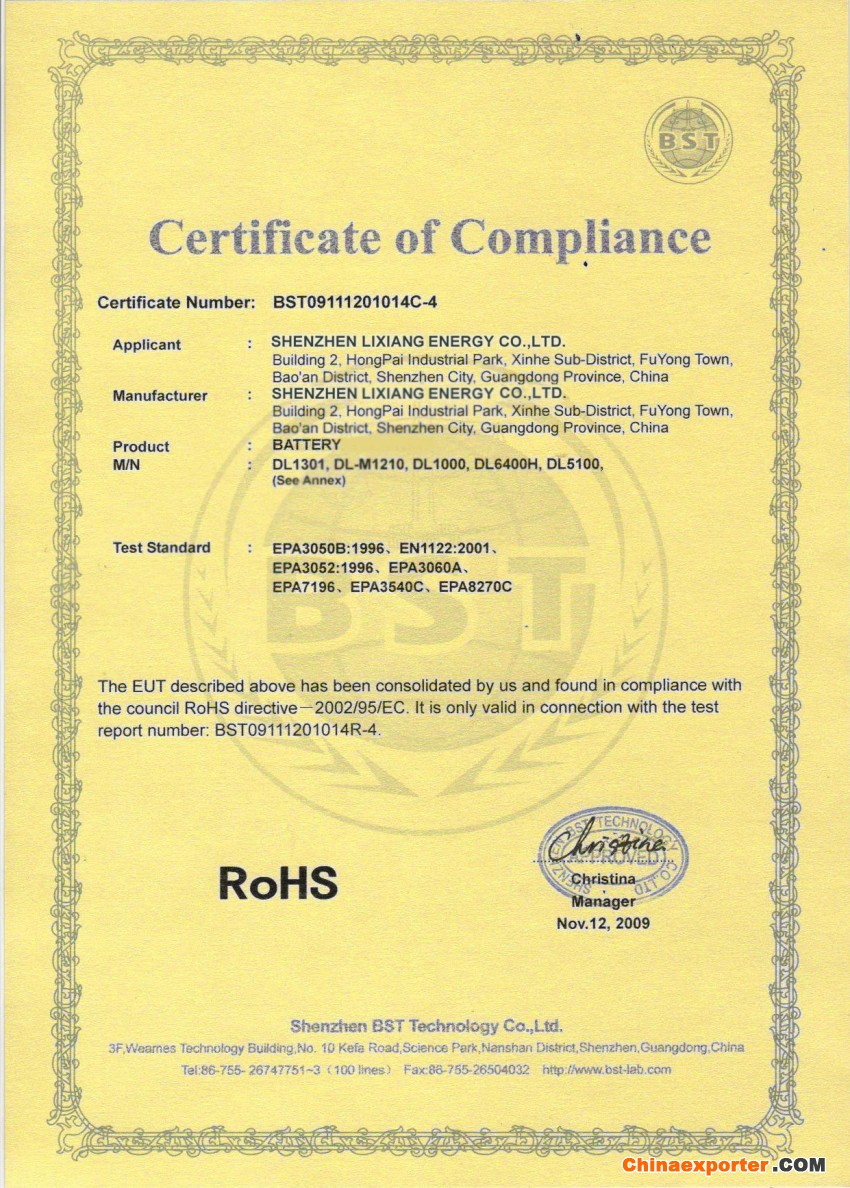 BST
Certificate of Compliance
Certificate Number: BST09111201014C-4
Applicant : SHENZHEN LIXIANG ENERGY CO.,LTD.
Building 2, HongPai Industrial Park, Xinhe Sub-District, FuYong Town,
Bao'an District, Shenzhen City, Guangdong Province, China
Manufacturer : SHENZHEN LIXIANG ENERGY CO.,LTD.
Building 2, HongPai Industrial Park, Xinhe Sub-District, FuYong Town,
Bao'an District, Shenzhen City, Guangdong Province, China
Product : BATTERY
M/N : DL1301, DL-M1210, DL1000, DL6400H, DL5100,
(See Annex)
Test Standard : EPA3050B:1996、EN1122:2001、
EPA3052:1996、EPA3060A、
EPA7196、EPA3540C、EPA8270C
BST
The EUT described above has been consolidated by us and found in compliance with
the council RoHS directive—2002/95/EC. It is only valid in connection with the test
report number: BST09111201014R-4.
SHENZHEN BST TECHNOLOGY CO.,LTD
APPROVED
Christina
RoHS
Christina
Manager
Nov.12, 2009
Shenzhen BST Technology Co.,Ltd.
3F,Weames Technology Building,No. 10 Kefa Road,Science Park,Nanshan District,Shenzhen,Guangdong,China
Tel:86-755- 26747751~3（100 lines） Fax:86-755-26504032 http://www.bst-lab.com
Chinaexporter.COM